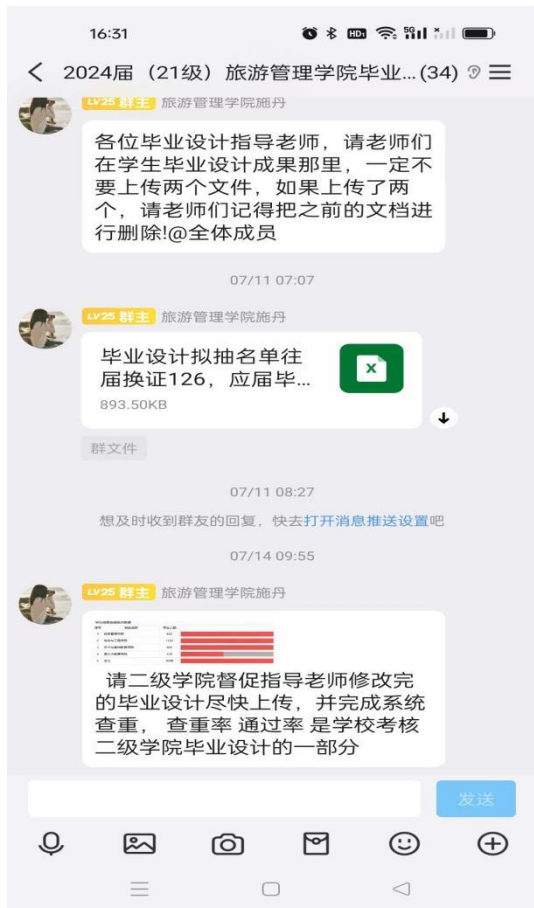 16:31
HD 5G
2024届（21级）旅游管理学院毕业...(34)
LV25 群主 旅游管理学院施丹
各位毕业设计指导老师，请老师们
在学生毕业设计成果那里，一定不
要上传两个文件，如果上传了两
个，请老师们记得把之前的文档进
行删除!@全体成员
07/11 07:07
LV25 群主 旅游管理学院施丹
毕业设计拟抽名单往
届换证126，应届毕...
X
893.50KB
群文件
07/11 08:27
想及时收到群友的回复，快去打开消息推送设置吧
07/14 09:55
LV25 群主 旅游管理学院施丹
请二级学院督促指导老师修改完
的毕业设计尽快上传，并完成系统
查重， 查重率 通过率 是学校考核
二级学院毕业设计的一部分
发送